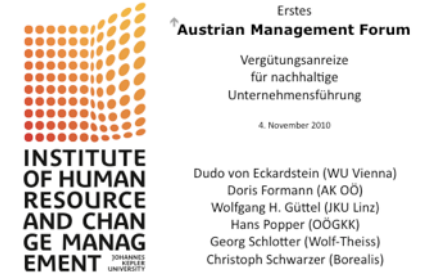 Erstes
Austrian Management Forum
Vergütungsanreize
für nachhaltige
Unternehmensführung
4. November 2010
INSTITUTE
OF HUMAN
RESOURCE
AND CHAN
GE MANAG
EMENT
JOHANNES
KEPLER
UNIVERSITY
Dudo von Eckardstein (WU Vienna)
Doris Formann (AK OÖ)
Wolfgang H. Güttel (JKU Linz)
Hans Popper (OÖGKK)
Georg Schlotter (Wolf-Theiss)
Christoph Schwarzer (Borealis)